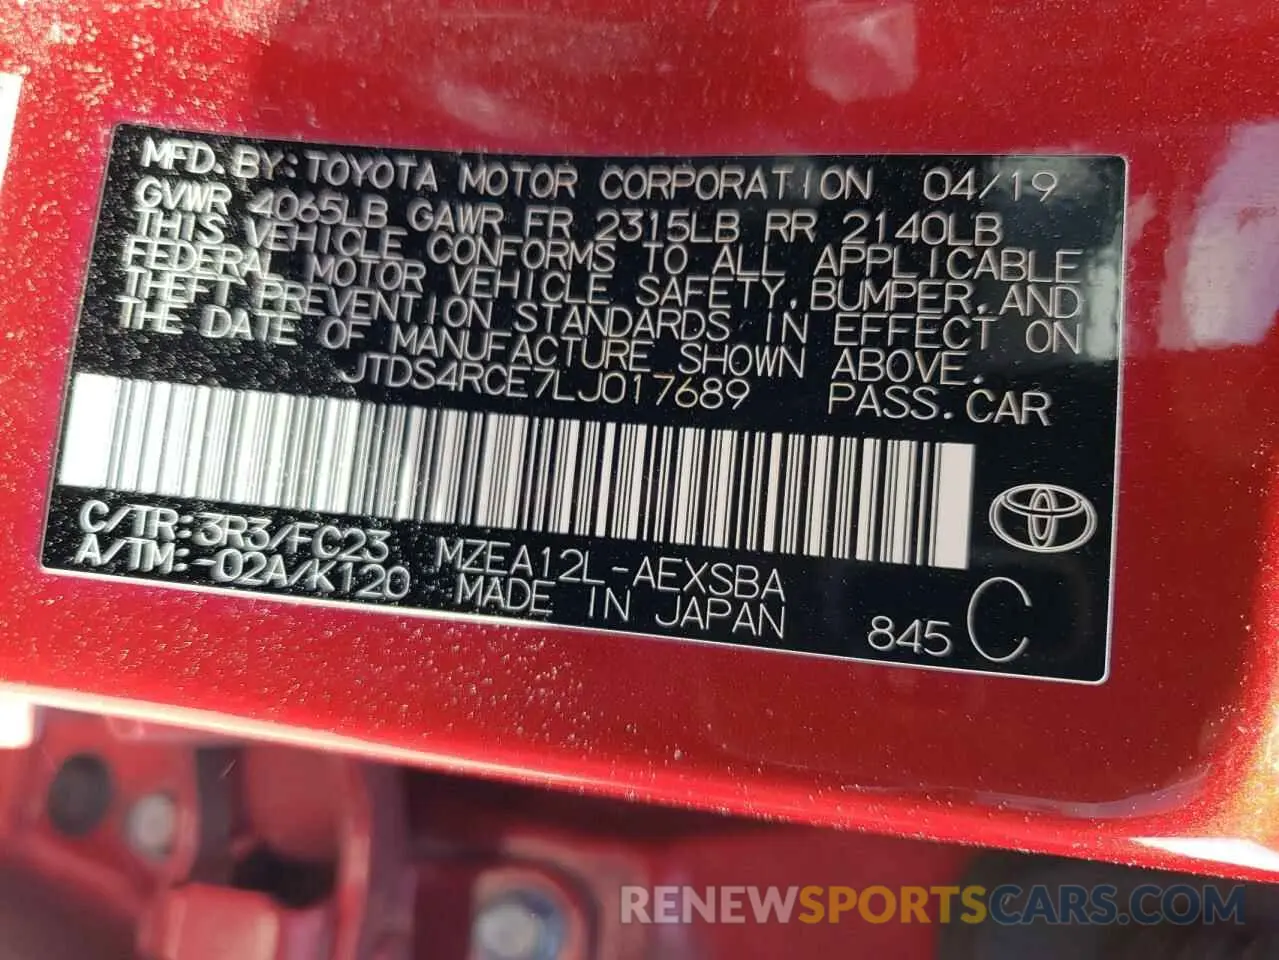 MFD. BY: TOYOTA MOTOR CORPORATION 04/19
GVWR 4065LB GAWR FR 2315LB RR 2140LB
THIS VEHICLE CONFORMS TO ALL APPLICABLE
FEDERAL MOTOR VEHICLE SAFETY, BUMPER, AND
THEFT PREVENTION STANDARDS IN EFFECT ON
THE DATE OF MANUFACTURE SHOWN ABOVE.
JTDS4RCE7LJ017689 PASS. CAR
C/TR: 3R3/FC23 MZEA12L-AEXSBA
A/TM: -02A/K120 MADE IN JAPAN 845 C
RENEWSPORTSCARS.COM